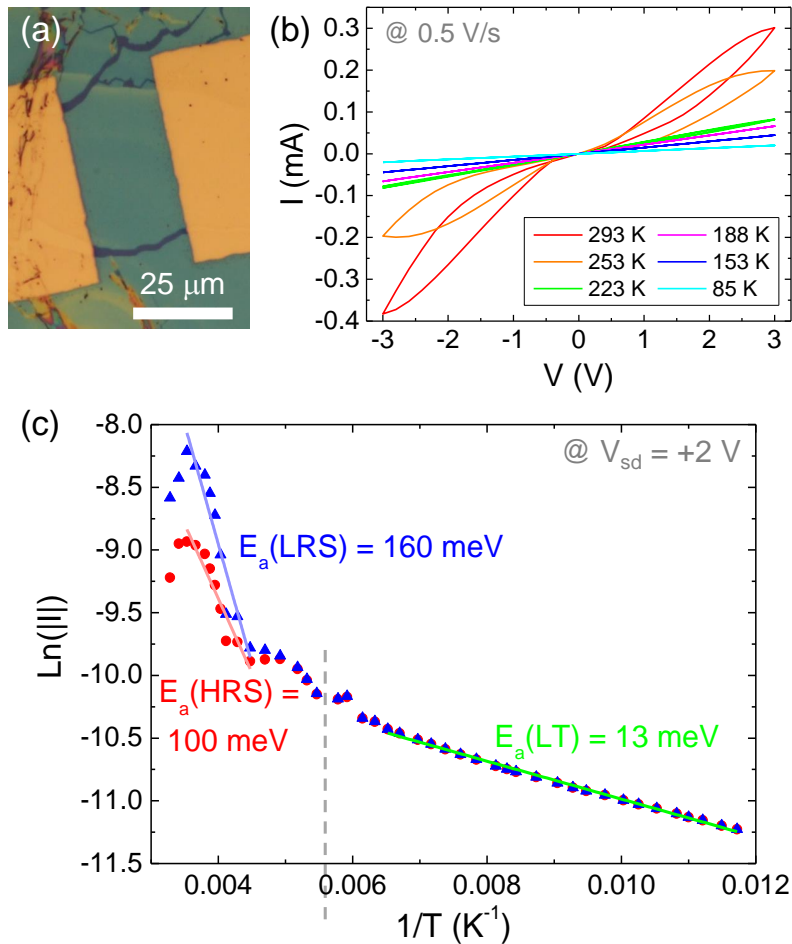 (a)
25 μm
(b)
@ 0.5 V/s
0.3
0.2
0.1
0.0
-0.1
-0.2
-0.3
-0.4
I (mA)
293 K
253 K
223 K
188 K
153 K
85 K
-3 -2 -1 0 1 2 3
V (V)
(c)
@ V_sd = +2 V
-8.0
-8.5
-9.0
-9.5
-10.0
-10.5
-11.0
-11.5
Ln(|I|)
E_a(LRS) = 160 meV
E_a(HRS) =
100 meV
E_a(LT) = 13 meV
0.004 0.006 0.008 0.010 0.012
1/T (K⁻¹)